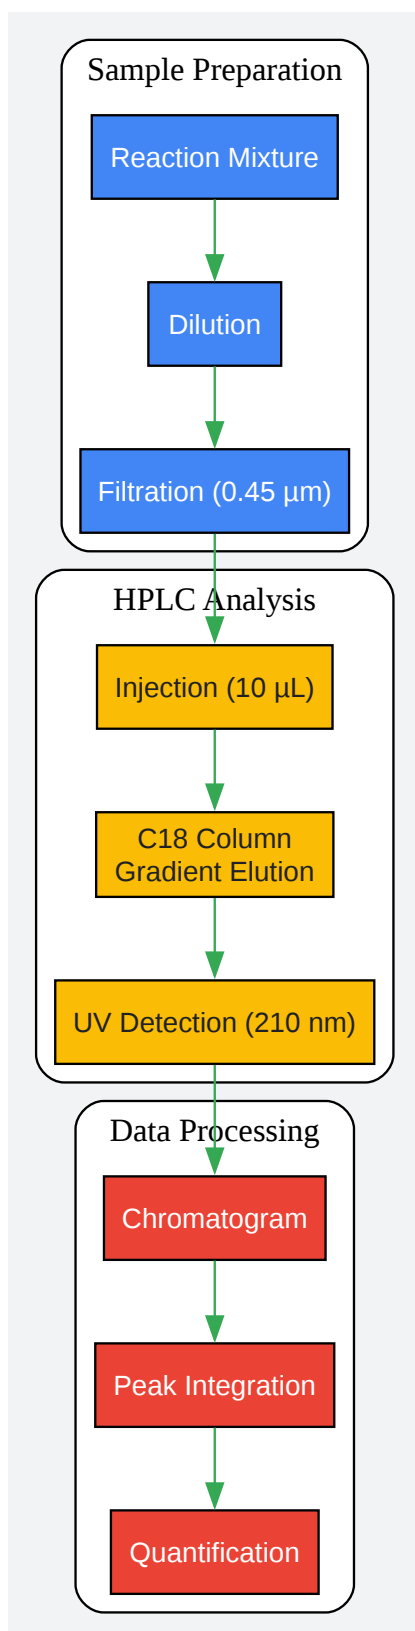 Sample Preparation
Reaction Mixture
Dilution
Filtration (0.45 µm)
HPLC Analysis
Injection (10 µL)
C18 Column
Gradient Elution
UV Detection (210 nm)
Data Processing
Chromatogram
Peak Integration
Quantification